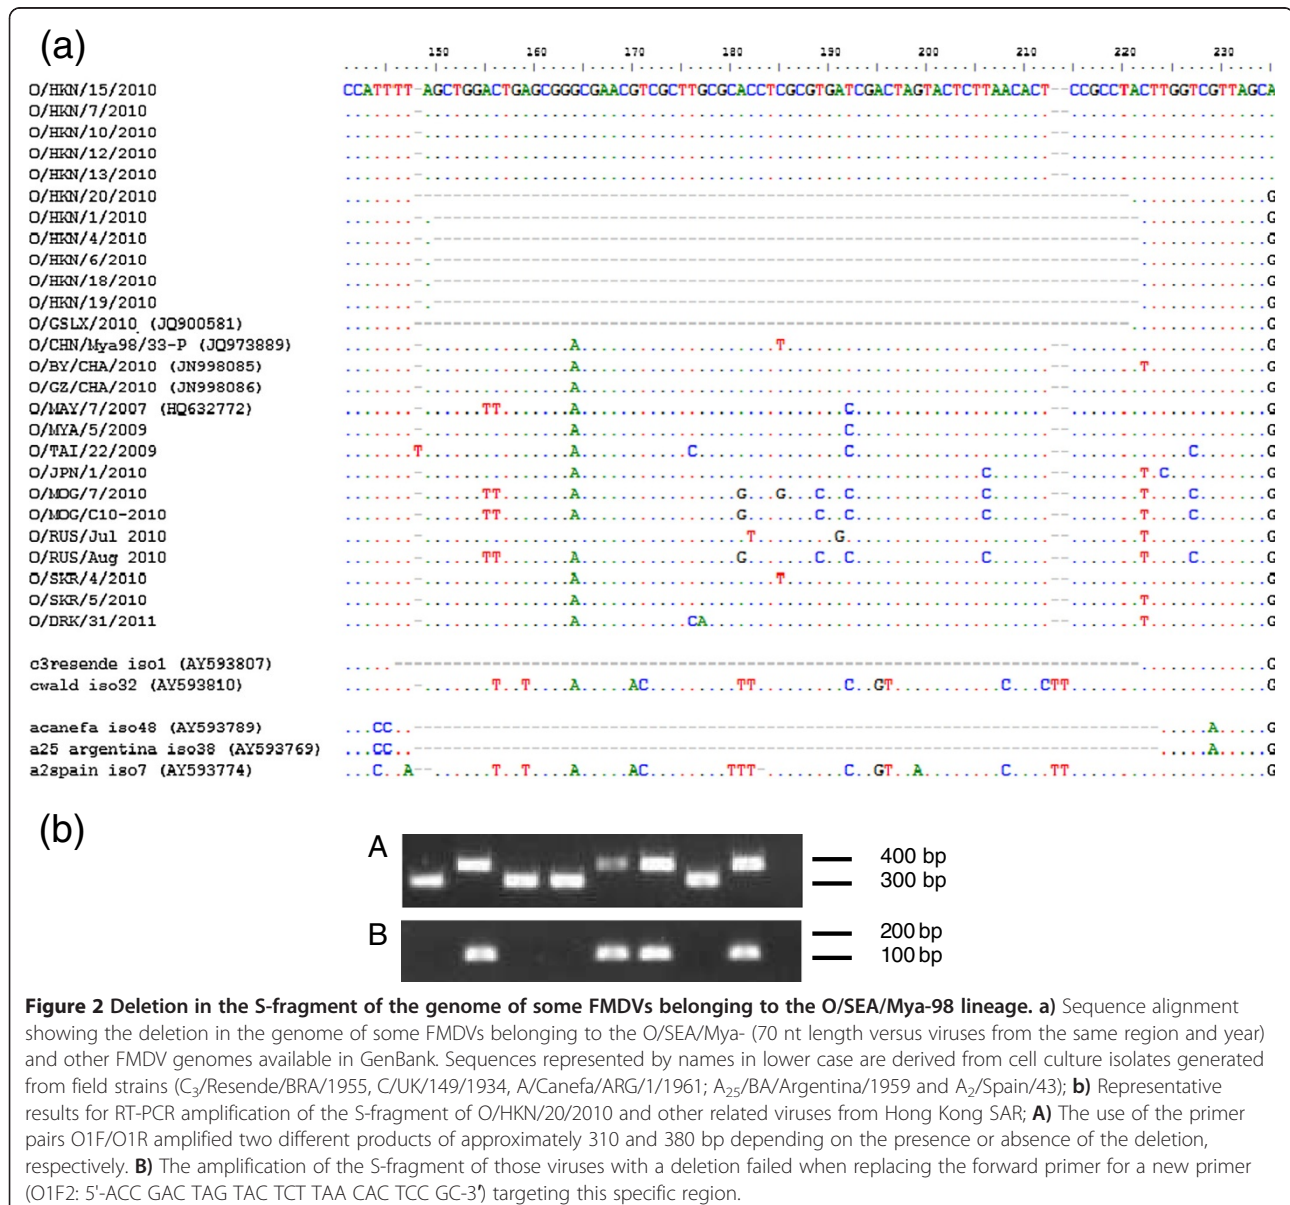 (a)
150 160 170 180 190 200 210 220 230
O/HKN/15/2010 CCATTTT-AGCTGGACTGAGCGGGCGAACGTCGCTTGCGCACCTCGCGTGATCGACTAGTACTCTTAACACT--CCGCCTACTTGGTCGTTAGCA
O/HKN/7/2010
O/HKN/10/2010
O/HKN/12/2010
O/HKN/13/2010
O/HKN/20/2010 G
O/HKN/1/2010 G
O/HKN/4/2010 G
O/HKN/6/2010 G
O/HKN/18/2010 G
O/HKN/19/2010 G
O/GSLX/2010 (JQ900581) G
O/CHN/Mya98/33-P (JQ973889) A T G
O/BY/CHA/2010 (JN998085) A T G
O/GZ/CHA/2010 (JN998086) A G
O/MAY/7/2007 (HQ632772) TT A C G
O/MYA/5/2009 A C G
O/TAI/22/2009 T A C C C G
O/JPN/1/2010 A C T C G
O/MOG/7/2010 TT A G G C C C T C G
O/MOG/C10-2010 TT A G C C C T C G
O/RUS/Jul 2010 T G T G
O/RUS/Aug 2010 TT A G C C C T C G
O/SKR/4/2010 A T G
O/SKR/5/2010 A T G
O/DRK/31/2011 A CA T G
c3resende iso1 (AY593807) G
cwald iso32 (AY593810) T T A AC TT C GT C CTT G
acanefa iso48 (AY593789) CC A G
a25 argentina iso38 (AY593769) CC A G
a2spain iso7 (AY593774) C A T T A AC TTT C GT A C TT G
(b)
A 400 bp
300 bp
B 200 bp
100 bp
Figure 2 Deletion in the S-fragment of the genome of some FMDVs belonging to the O/SEA/Mya-98 lineage. a) Sequence alignment
showing the deletion in the genome of some FMDVs belonging to the O/SEA/Mya- (70 nt length versus viruses from the same region and year)
and other FMDV genomes available in GenBank. Sequences represented by names in lower case are derived from cell culture isolates generated
from field strains (C₃/Resende/BRA/1955, C/UK/149/1934, A/Canefa/ARG/1/1961; A₂₅/BA/Argentina/1959 and A₂/Spain/43); b) Representative
results for RT-PCR amplification of the S-fragment of O/HKN/20/2010 and other related viruses from Hong Kong SAR; A) The use of the primer
pairs O1F/O1R amplified two different products of approximately 310 and 380 bp depending on the presence or absence of the deletion,
respectively. B) The amplification of the S-fragment of those viruses with a deletion failed when replacing the forward primer for a new primer
(O1F2: 5'-ACC GAC TAG TAC TCT TAA CAC TCC GC-3') targeting this specific region.